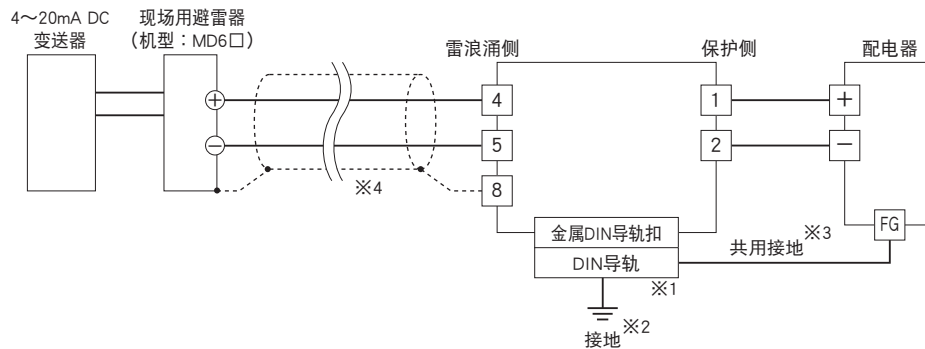 4～20mA DC
变送器
现场用避雷器
（机型：MD6□）
雷浪涌侧
保护侧
配电器
+
4
1
+
−
5
2
−
※4
8
金属DIN导轨扣
FG
共用接地※3
DIN导轨
※1
接地※2